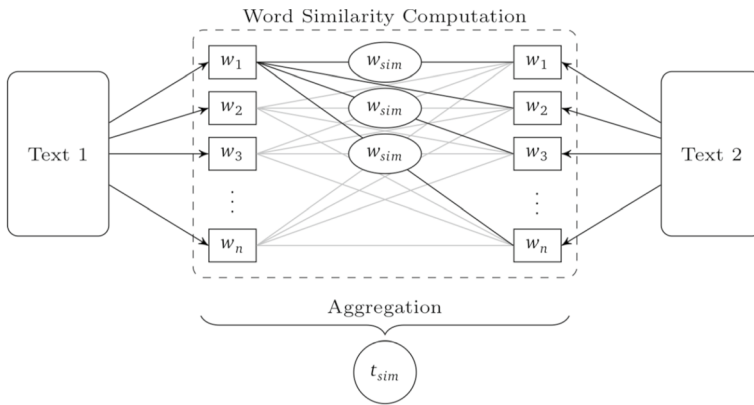 Word Similarity Computation
w1 wsim w1
w2 wsim w2
Text 1 w3 wsim w3 Text 2
⋮ ⋮
wn wn
Aggregation
tsim